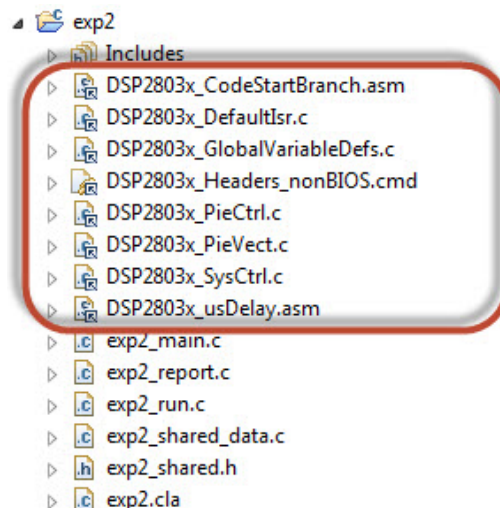 exp2
Includes
DSP2803x_CodeStartBranch.asm
DSP2803x_DefaultIsr.c
DSP2803x_GlobalVariableDefs.c
DSP2803x_Headers_nonBIOS.cmd
DSP2803x_PieCtrl.c
DSP2803x_PieVect.c
DSP2803x_SysCtrl.c
DSP2803x_usDelay.asm
exp2_main.c
exp2_report.c
exp2_run.c
exp2_shared_data.c
exp2_shared.h
exp2.cla